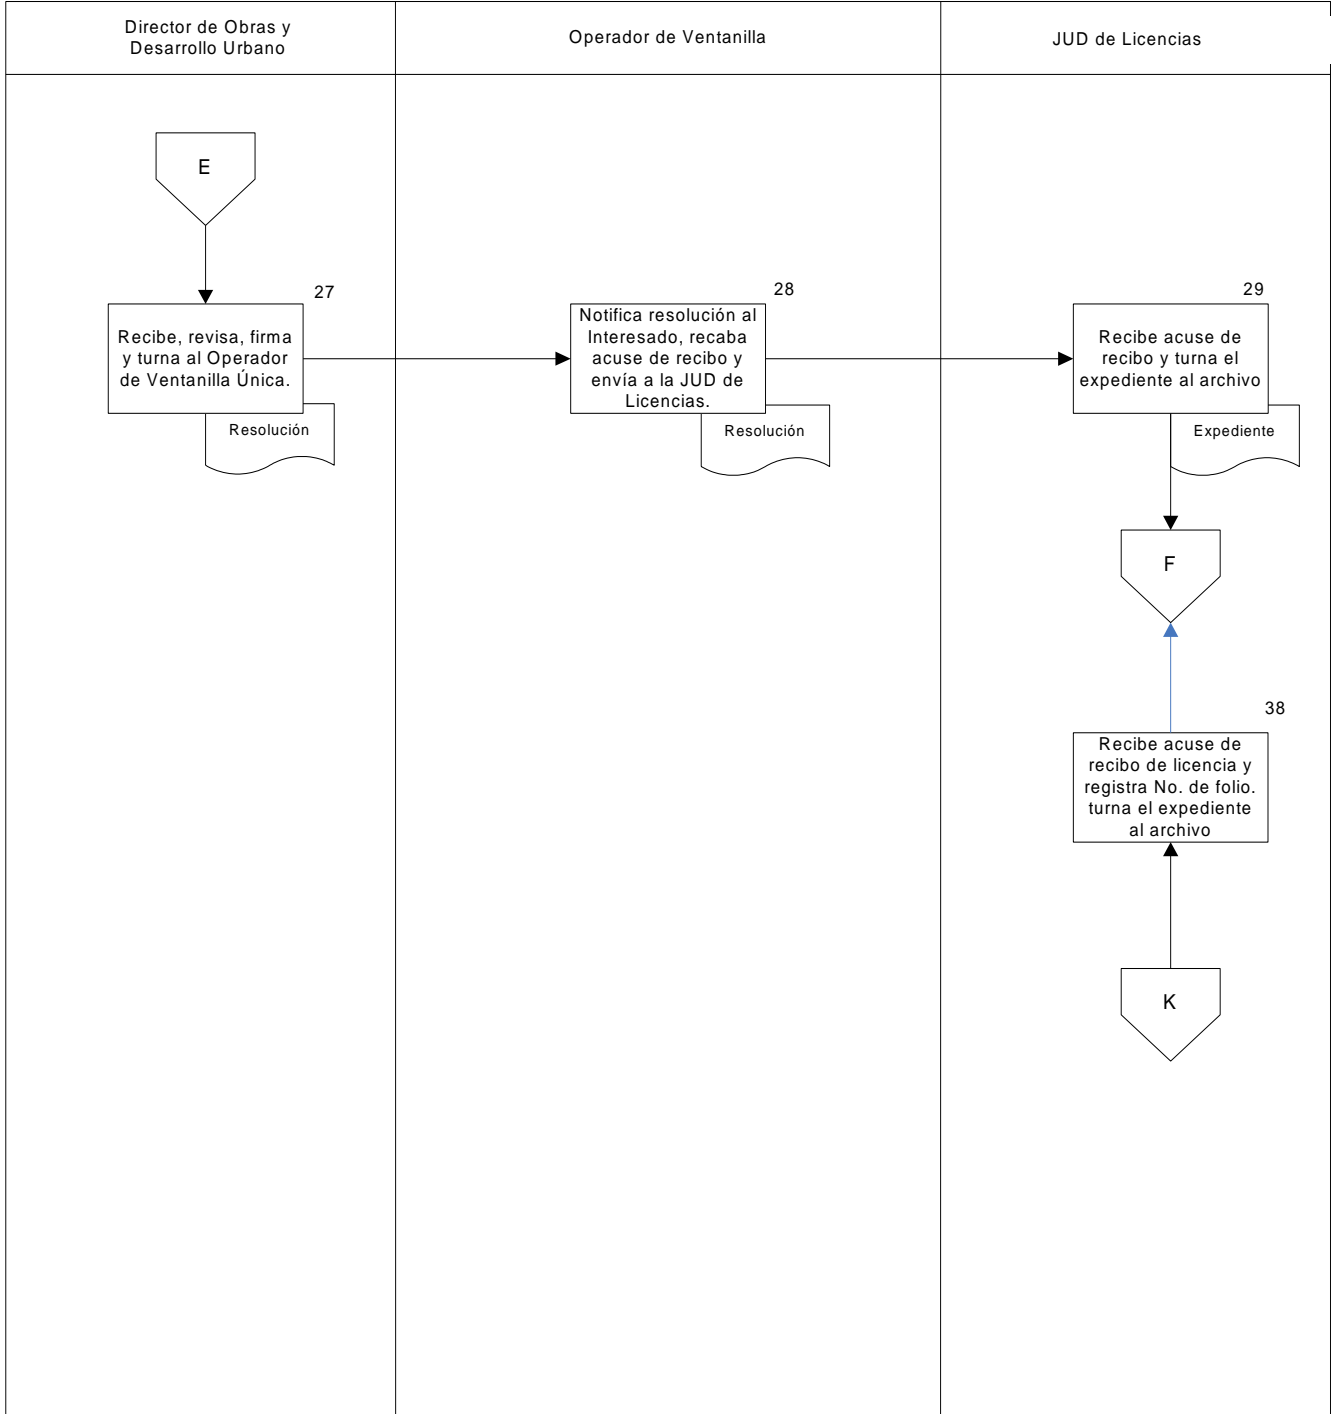 Director de Obras y
Desarrollo Urbano
Operador de Ventanilla
JUD de Licencias
E
27
Recibe, revisa, firma
y turna al Operador
de Ventanilla Única.
Resolución
28
Notifica resolución al
Interesado, recaba
acuse de recibo y
envía a la JUD de
Licencias.
Resolución
29
Recibe acuse de
recibo y turna el
expediente al archivo
Expediente
F
38
Recibe acuse de
recibo de licencia y
registra No. de folio.
turna el expediente
al archivo
K